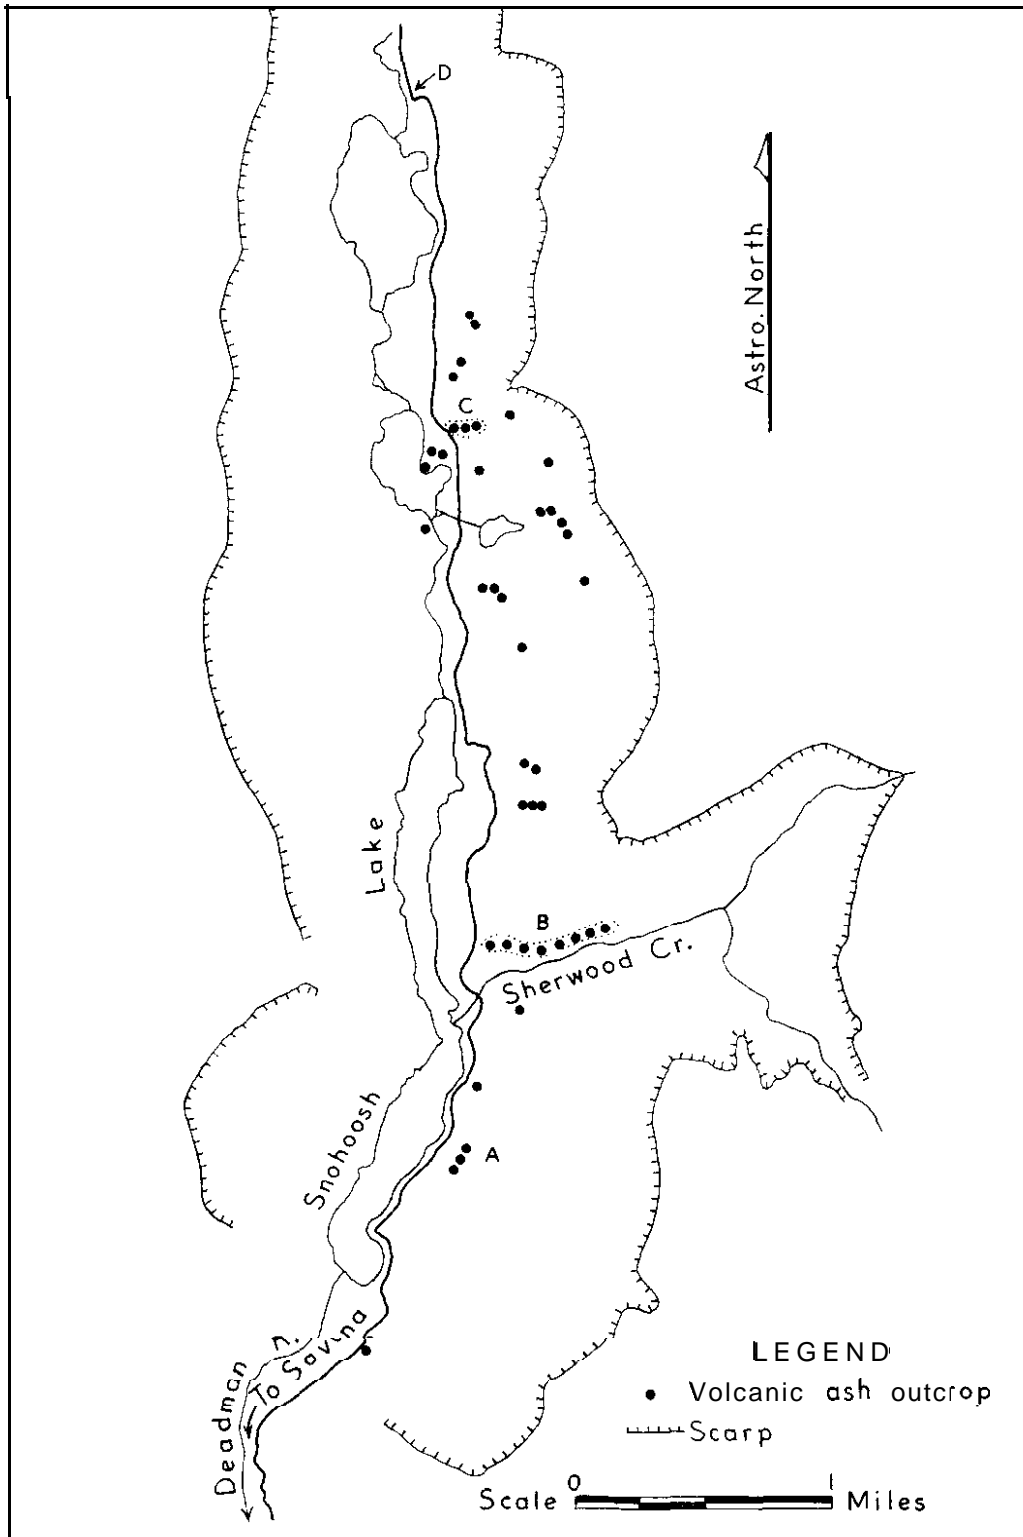 D
Astro. North
C
Lake
B
Sherwood Cr.
Snohoosh
A
To Savona
Deadman R.
LEGEND
Volcanic ash outcrop
Scarp
0 1
Scale Miles